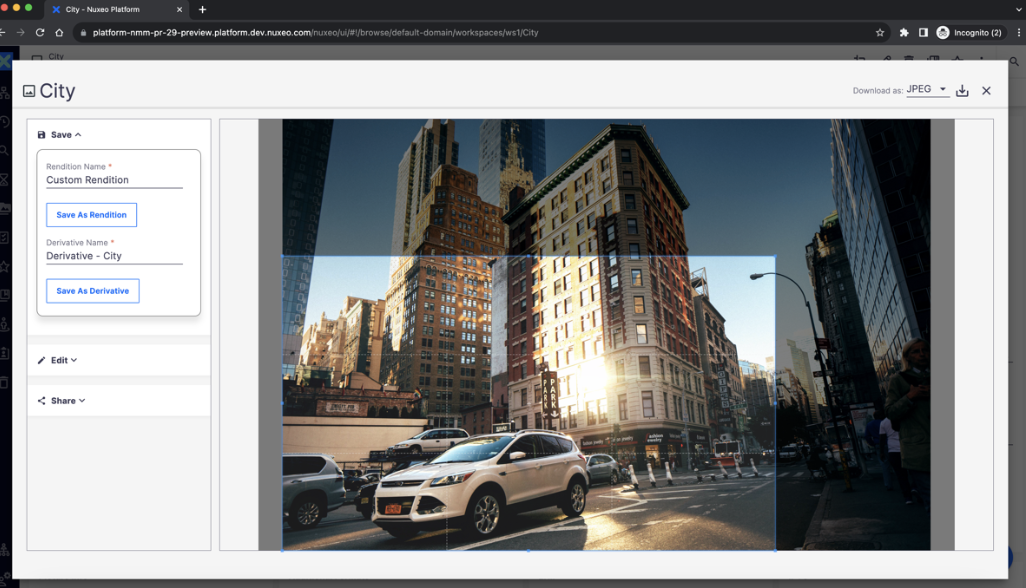 City - Nuxeo Platform
platform-nmm-pr-29-preview.platform.dev.nuxeo.com/nuxeo/ui/#!/browse/default-domain/workspaces/ws1/City
Incognito (2)
City
City
Download as: JPEG
Save
Rendition Name *
Custom Rendition
Save As Rendition
Derivative Name *
Derivative - City
Save As Derivative
Edit
Share
PARK PARK